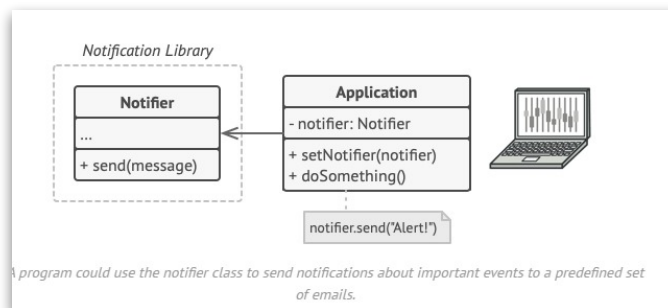 Notification Library
Notifier
...
+ send(message)
Application
- notifier: Notifier
+ setNotifier(notifier)
+ doSomething()
notifier.send("Alert!")
A program could use the notifier class to send notifications about important events to a predefined set
of emails.